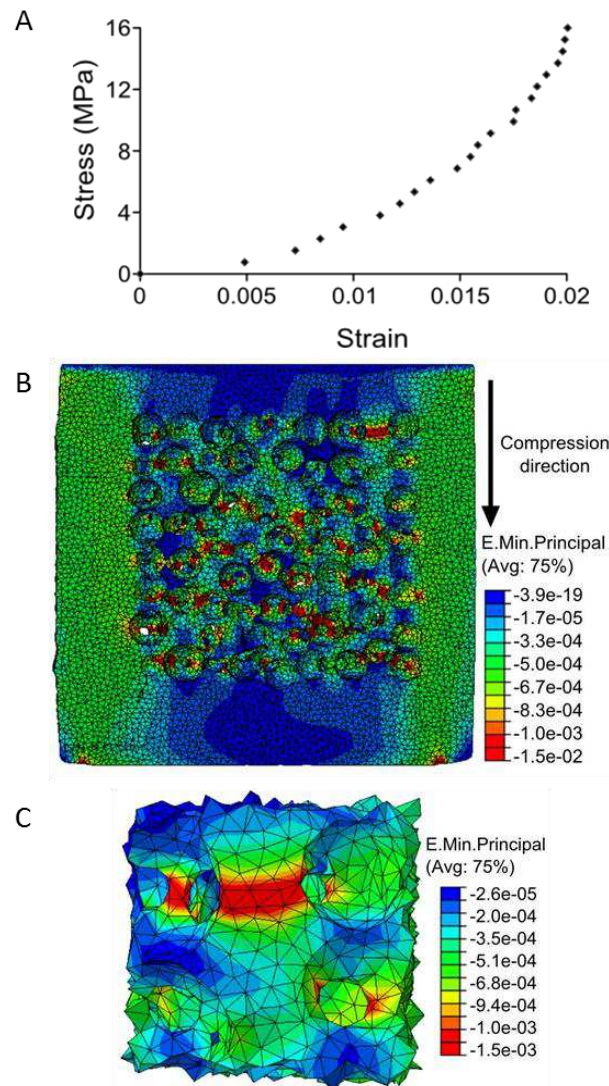 A
Stress (MPa)
16
12
8
4
0
0
0.005
0.01
0.015
0.02
Strain
B
Compression
direction
E.Min.Principal
(Avg: 75%)
-3.9e-19
-1.7e-05
-3.3e-04
-5.0e-04
-6.7e-04
-8.3e-04
-1.0e-03
-1.5e-02
C
E.Min.Principal
(Avg: 75%)
-2.6e-05
-2.0e-04
-3.5e-04
-5.1e-04
-6.8e-04
-9.4e-04
-1.0e-03
-1.5e-03